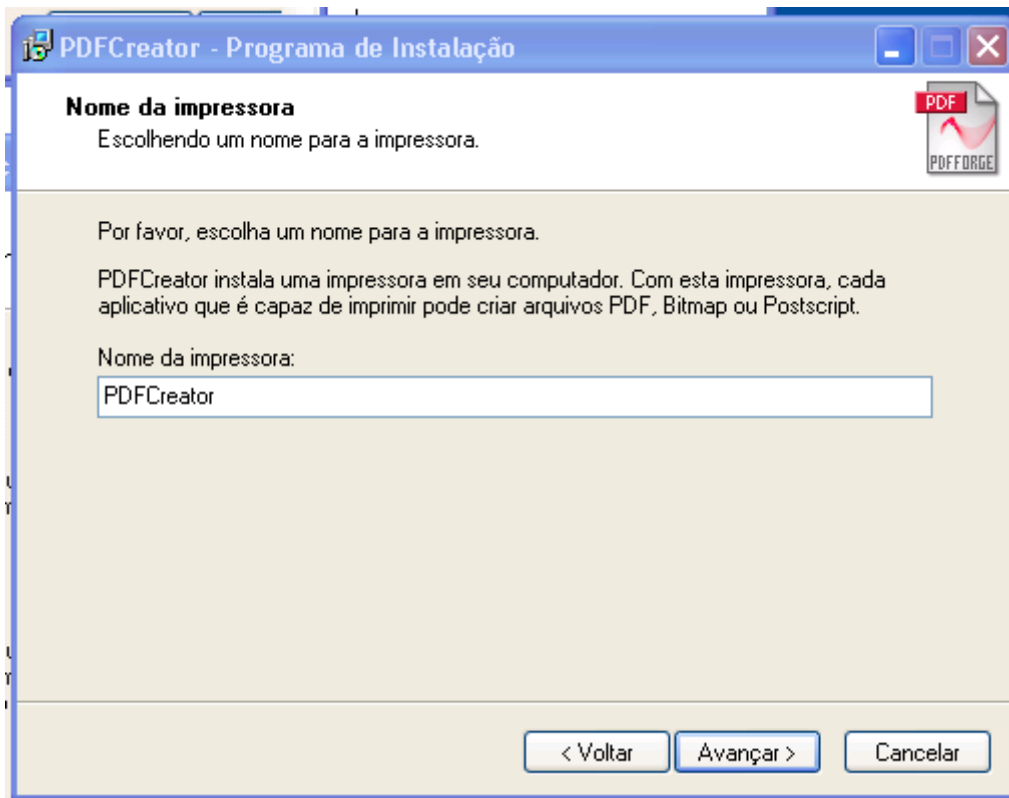 PDFCreator - Programa de Instalação
Nome da impressora
Escolhendo um nome para a impressora.
PDF
PDFFORGE
Por favor, escolha um nome para a impressora.
PDFCreator instala uma impressora em seu computador. Com esta impressora, cada
aplicativo que é capaz de imprimir pode criar arquivos PDF, Bitmap ou Postscript.
Nome da impressora:
PDFCreator
< Voltar
Avançar >
Cancelar